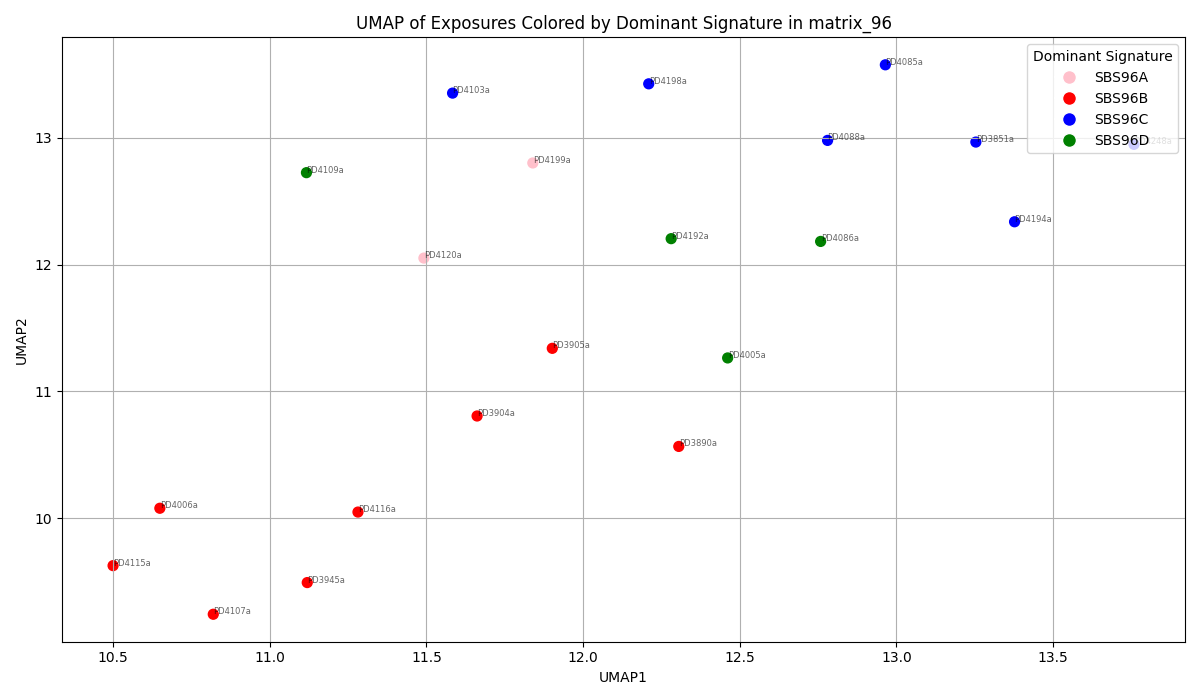 UMAP of Exposures Colored by Dominant Signature in matrix_96
Dominant Signature
SBS96A
SBS96B
SBS96C
SBS96D
PD4085a
PD4198a
PD4103a
PD4088a
PD3851a
PD4199a
PD4109a
PD4194a
PD4192a
PD4086a
PD4120a
PD3905a
PD4005a
PD3904a
PD3890a
PD4006a
PD4116a
PD4115a
PD3945a
PD4107a
13
12
11
10
UMAP2
10.5
11.0
11.5
12.0
12.5
13.0
13.5
UMAP1